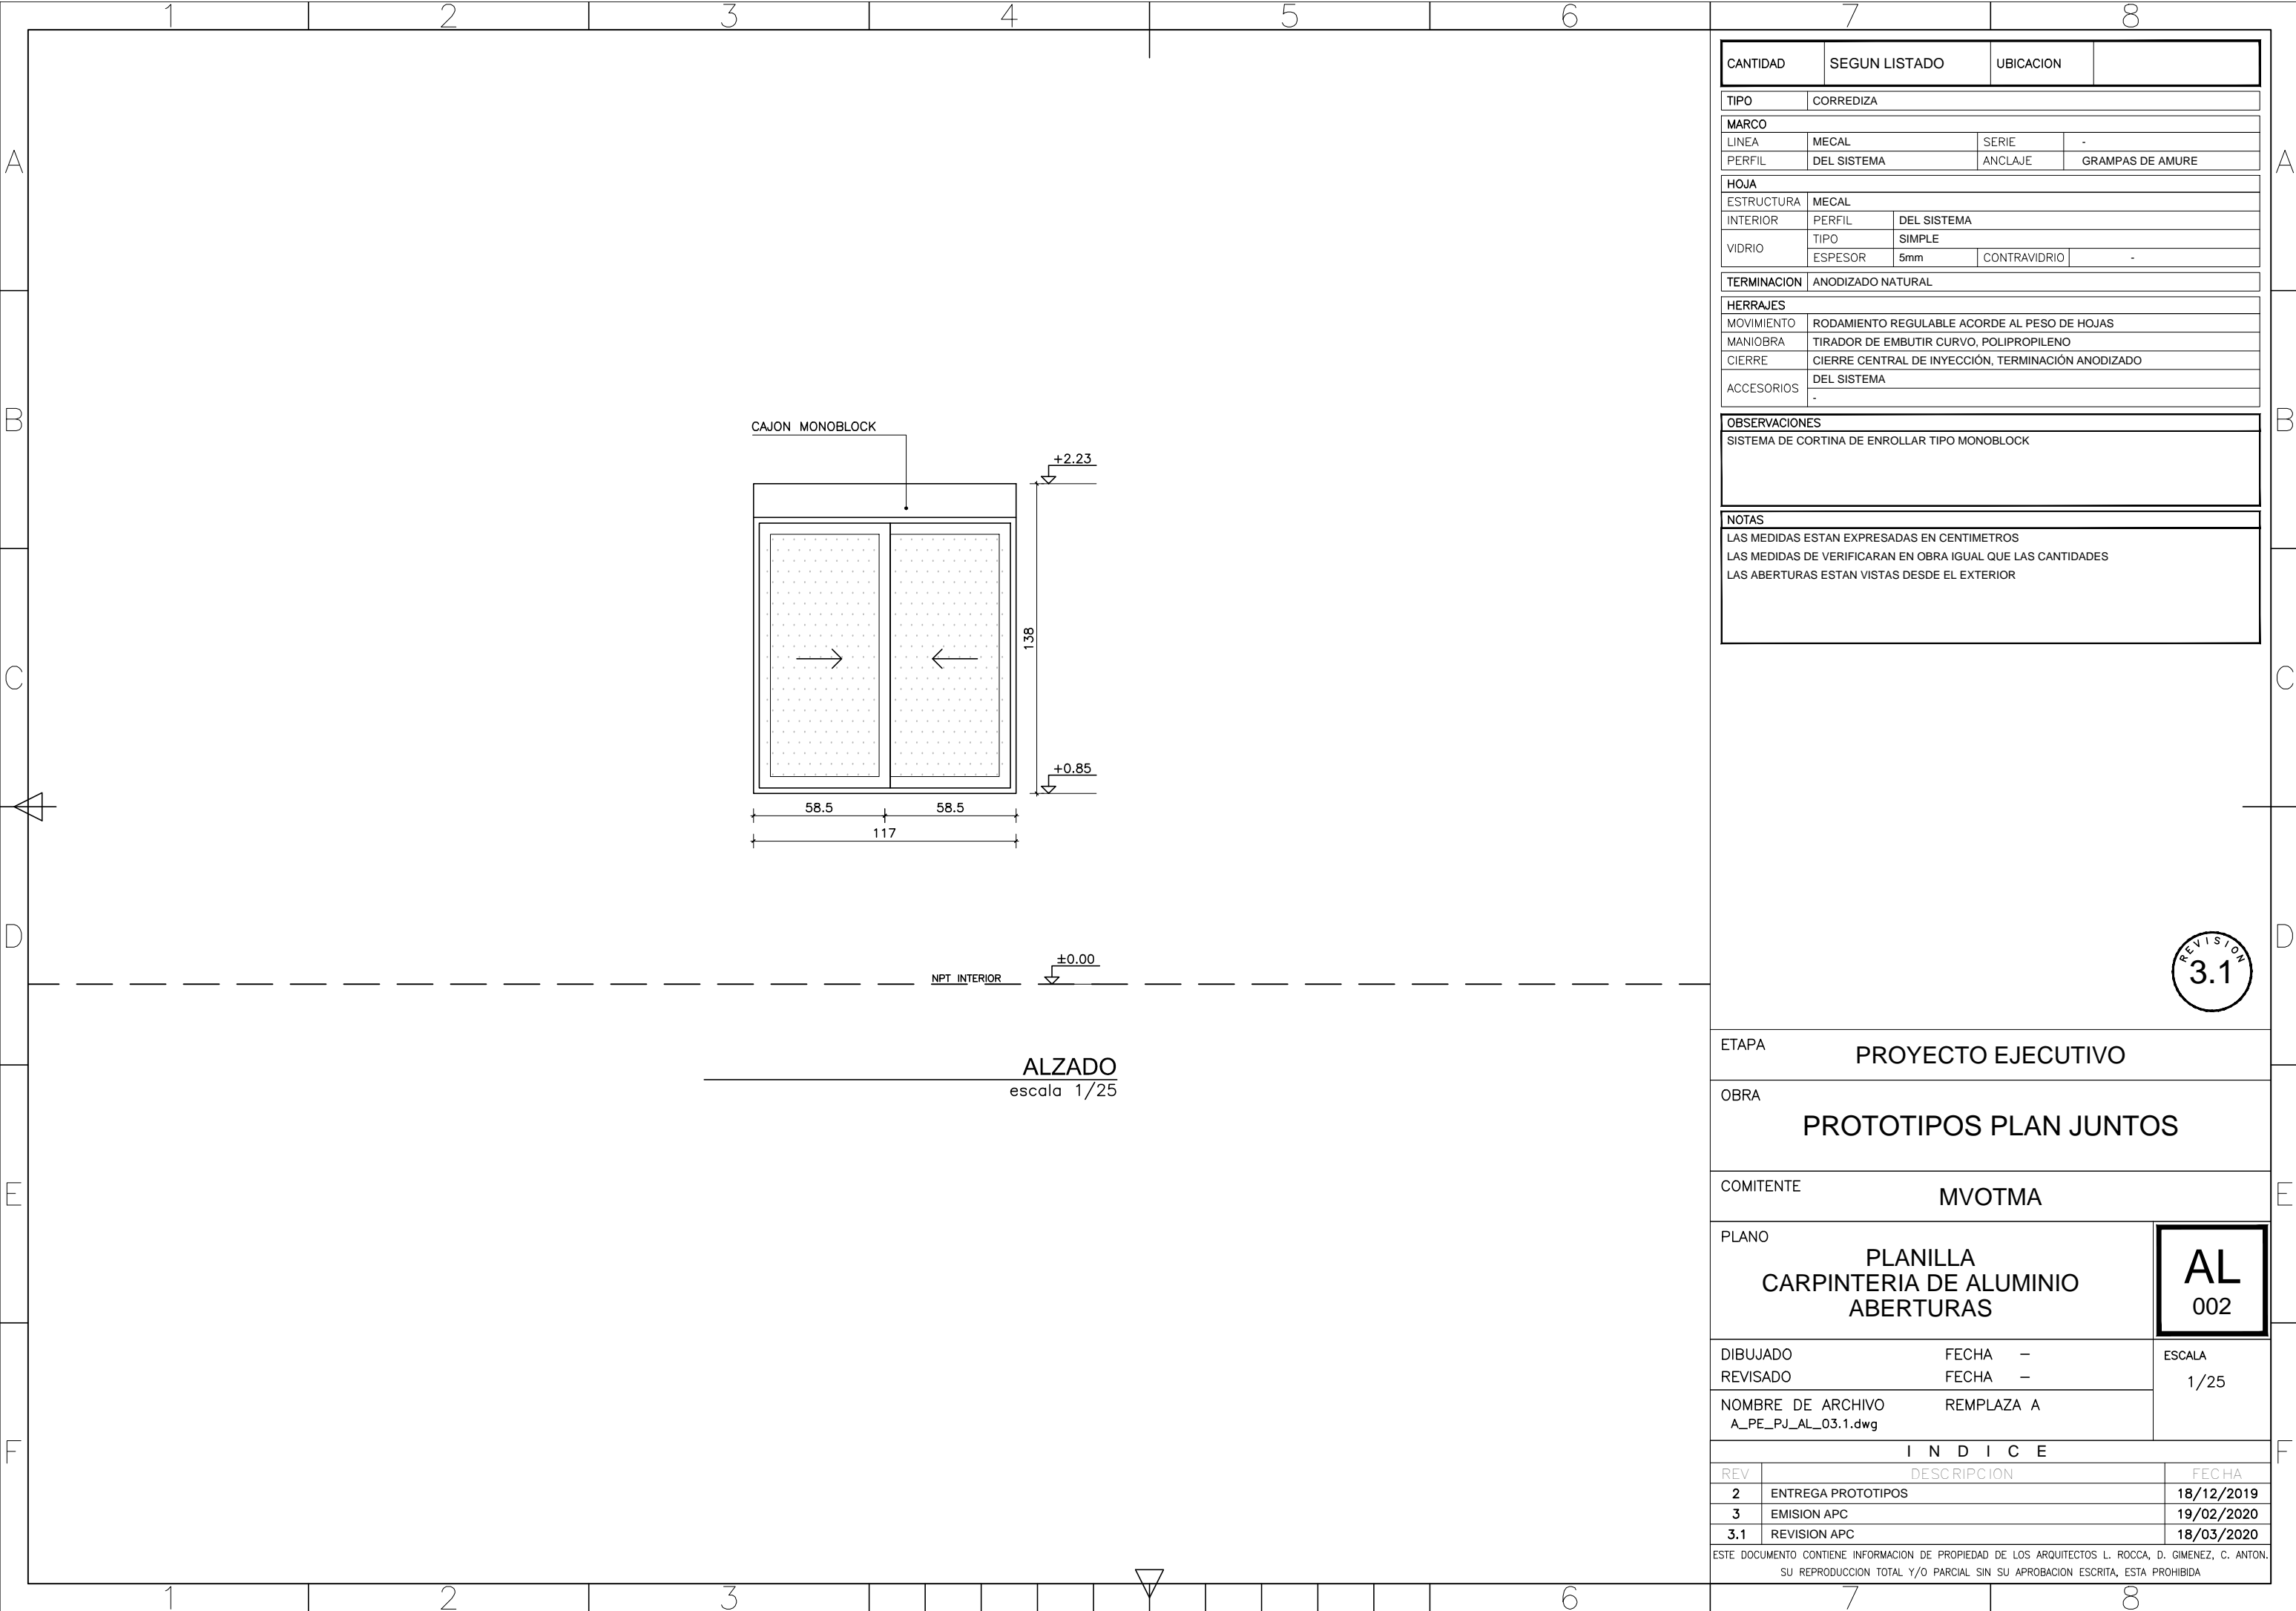 1 2 3 4 5 6 7 8
A A
B B
C C
D D
E E
F F
CAJON MONOBLOCK
+2.23
138
+0.85
58.5 58.5
117
±0.00
NPT INTERIOR
ALZADO
escala 1/25
CANTIDAD SEGUN LISTADO UBICACION
TIPO CORREDIZA
MARCO
LINEA MECAL SERIE -
PERFIL DEL SISTEMA ANCLAJE GRAMPAS DE AMURE
HOJA
ESTRUCTURA MECAL
INTERIOR PERFIL DEL SISTEMA
VIDRIO TIPO SIMPLE
ESPESOR 5mm CONTRAVIDRIO -
TERMINACION ANODIZADO NATURAL
HERRAJES
MOVIMIENTO RODAMIENTO REGULABLE ACORDE AL PESO DE HOJAS
MANIOBRA TIRADOR DE EMBUTIR CURVO, POLIPROPILENO
CIERRE CIERRE CENTRAL DE INYECCIÓN, TERMINACIÓN ANODIZADO
ACCESORIOS DEL SISTEMA
-
OBSERVACIONES
SISTEMA DE CORTINA DE ENROLLAR TIPO MONOBLOCK
NOTAS
LAS MEDIDAS ESTAN EXPRESADAS EN CENTIMETROS
LAS MEDIDAS DE VERIFICARAN EN OBRA IGUAL QUE LAS CANTIDADES
LAS ABERTURAS ESTAN VISTAS DESDE EL EXTERIOR
REVISION
3.1
ETAPA
PROYECTO EJECUTIVO
OBRA
PROTOTIPOS PLAN JUNTOS
COMITENTE
MVOTMA
PLANO
PLANILLA
CARPINTERIA DE ALUMINIO
ABERTURAS
AL
002
DIBUJADO FECHA –
REVISADO FECHA –
ESCALA
1/25
NOMBRE DE ARCHIVO REMPLAZA A
A_PE_PJ_AL_03.1.dwg
INDICE
REV DESCRIPCION FECHA
2 ENTREGA PROTOTIPOS 18/12/2019
3 EMISION APC 19/02/2020
3.1 REVISION APC 18/03/2020
ESTE DOCUMENTO CONTIENE INFORMACION DE PROPIEDAD DE LOS ARQUITECTOS L. ROCCA, D. GIMENEZ, C. ANTON.
SU REPRODUCCION TOTAL Y/O PARCIAL SIN SU APROBACION ESCRITA, ESTA PROHIBIDA
1 2 3 6 7 8